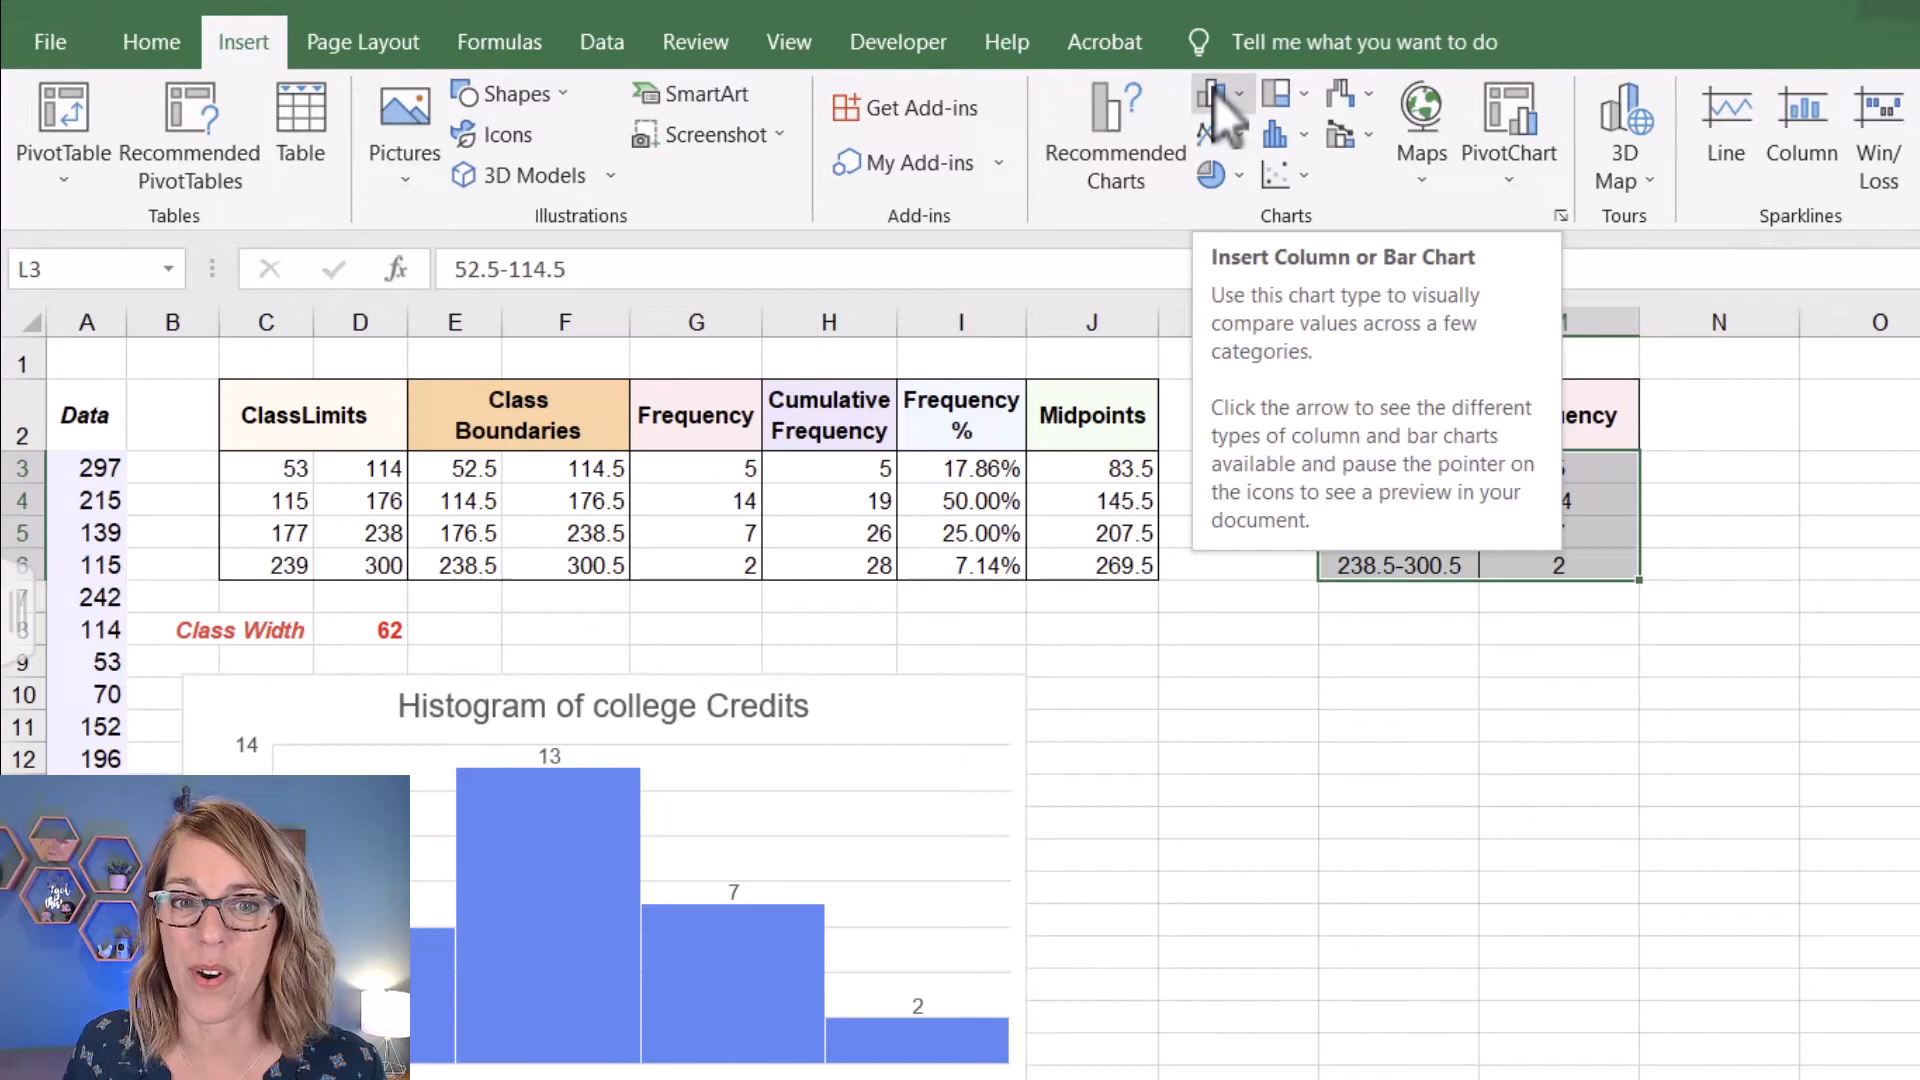 File Home Insert Page Layout Formulas Data Review View Developer Help Acrobat Tell me what you want to do
PivotTable
Recommended
PivotTables
Table
Tables
Pictures
Shapes
Icons
3D Models
SmartArt
Screenshot
Illustrations
Get Add-ins
My Add-ins
Add-ins
Recommended
Charts
Maps
PivotChart
Charts
3D
Map
Tours
Line
Column
Win/
Loss
Sparklines
L3 fx 52.5-114.5
Insert Column or Bar Chart
Use this chart type to visually
compare values across a few
categories.
Click the arrow to see the different
types of column and bar charts
available and pause the pointer on
the icons to see a preview in your
document.
A B C D E F G H I J N O
1
2 Data ClassLimits Class Boundaries Frequency Cumulative Frequency Frequency % Midpoints
3 297 53 114 52.5 114.5 5 5 17.86% 83.5
4 215 115 176 114.5 176.5 14 19 50.00% 145.5
5 139 177 238 176.5 238.5 7 26 25.00% 207.5
6 115 239 300 238.5 300.5 2 28 7.14% 269.5 238.5-300.5 2
7 242
8 114 Class Width 62
9 53
10 70
11 152
12 196
Histogram of college Credits
14
13
7
2